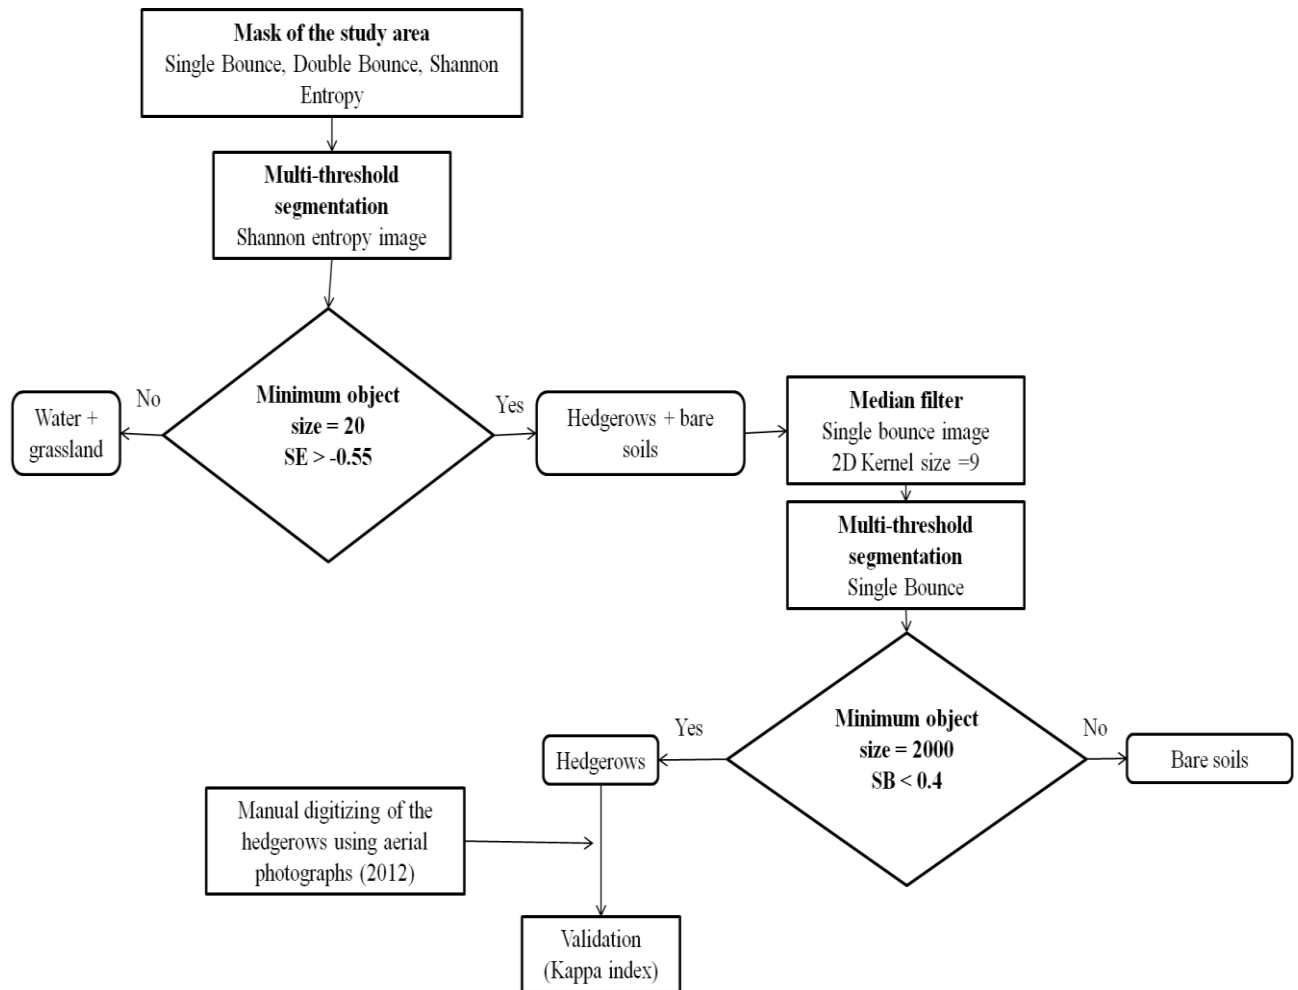 Mask of the study area
Single Bounce, Double Bounce, Shannon
Entropy
Multi-threshold
segmentation
Shannon entropy image
Minimum object
size = 20
SE > -0.55
No
Water +
grassland
Yes
Hedgerows + bare
soils
Median filter
Single bounce image
2D Kernel size =9
Multi-threshold
segmentation
Single Bounce
Minimum object
size = 2000
SB < 0.4
No
Bare soils
Yes
Hedgerows
Manual digitizing of the
hedgerows using aerial
photographs (2012)
Validation
(Kappa index)